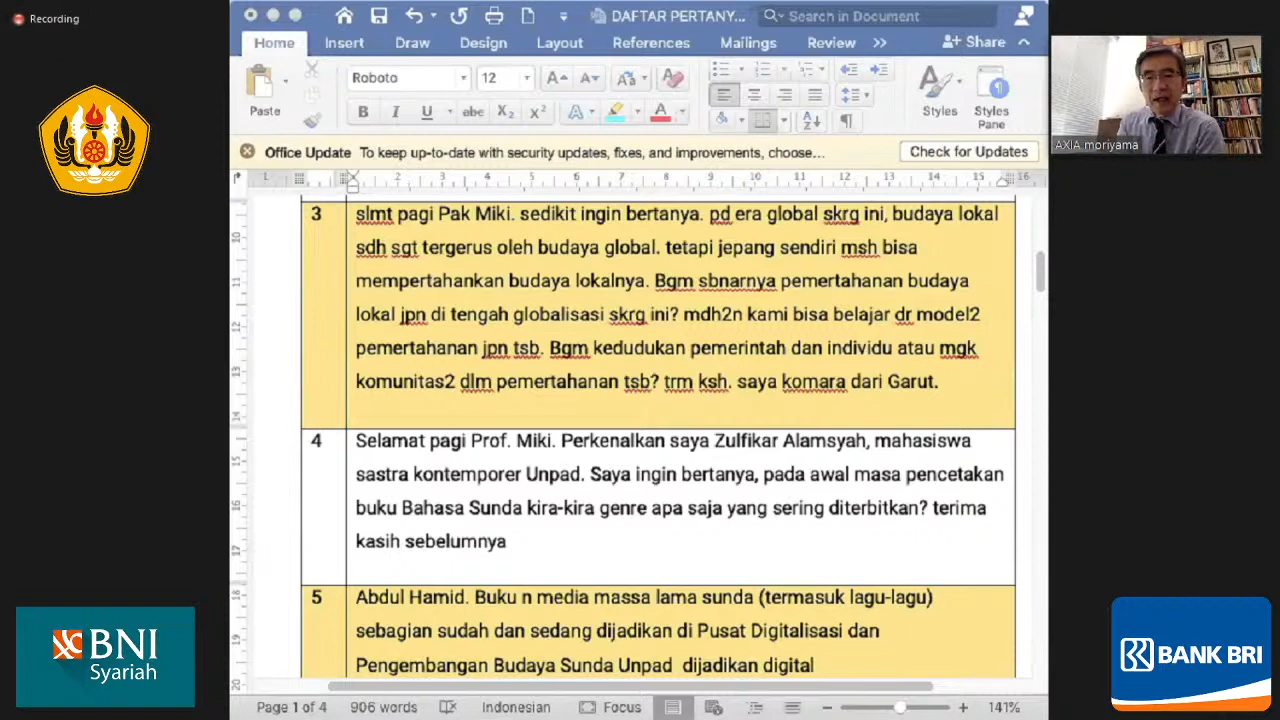 Recording
DAFTAR PERTANY...
Search in Document
Home
Insert
Draw
Design
Layout
References
Mailings
Review
Share
Paste
Roboto
12
Styles
Styles Pane
Office Update To keep up-to-date with security updates, fixes, and improvements, choose...
Check for Updates
AXIA moriyama
3
slmt pagi Pak Miki. sedikit ingin bertanya. pd era global skrg ini, budaya lokal
sdh sgt tergerus oleh budaya global. tetapi jepang sendiri msh bisa
mempertahankan budaya lokalnya. Bgm sbnarnya pemertahanan budaya
lokal jpn di tengah globalisasi skrg ini? mdh2n kami bisa belajar dr model2
pemertahanan jpn tsb. Bgm kedudukan pemerintah dan individu atau mgk
komunitas2 dlm pemertahanan tsb? trm ksh. saya komara dari Garut.
4
Selamat pagi Prof. Miki. Perkenalkan saya Zulfikar Alamsyah, mahasiswa
sastra kontemporer Unpad. Saya ingin bertanya, pada awal masa pencetakan
buku Bahasa Sunda kira-kira genre apa saja yang sering diterbitkan? terima
kasih sebelumnya
5
Abdul Hamid. Buku n media massa lama sunda (termasuk lagu-lagu)
sebagian sudah dan sedang dijadikan di Pusat Digitalisasi dan
Pengembangan Budaya Sunda Unpad dijadikan digital
Page 1 of 4
906 words
Indonesian
Focus
141%
BNI
Syariah
BANK BRI